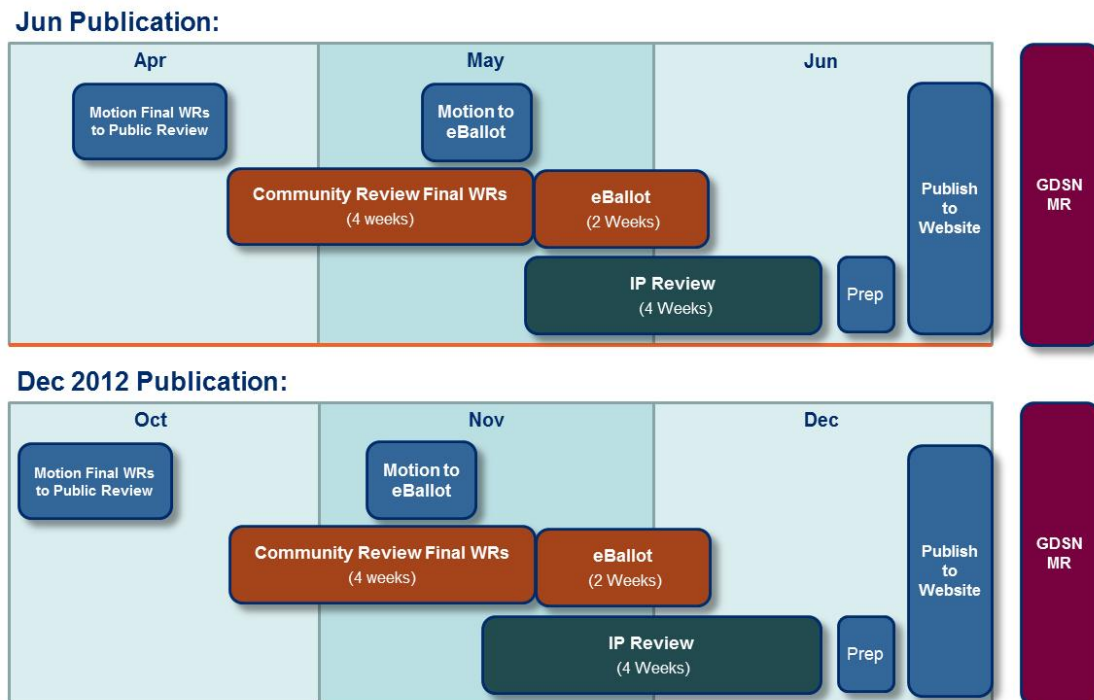 Jun Publication:
Apr
May
Jun
Motion Final WRs
to Public Review
Motion to
eBallot
Community Review Final WRs
(4 weeks)
eBallot
(2 Weeks)
IP Review
(4 Weeks)
Prep
Publish
to
Website
GDSN
MR
Dec 2012 Publication:
Oct
Nov
Dec
Motion Final WRs
to Public Review
Motion to
eBallot
Community Review Final WRs
(4 weeks)
eBallot
(2 Weeks)
IP Review
(4 Weeks)
Prep
Publish
to
Website
GDSN
MR